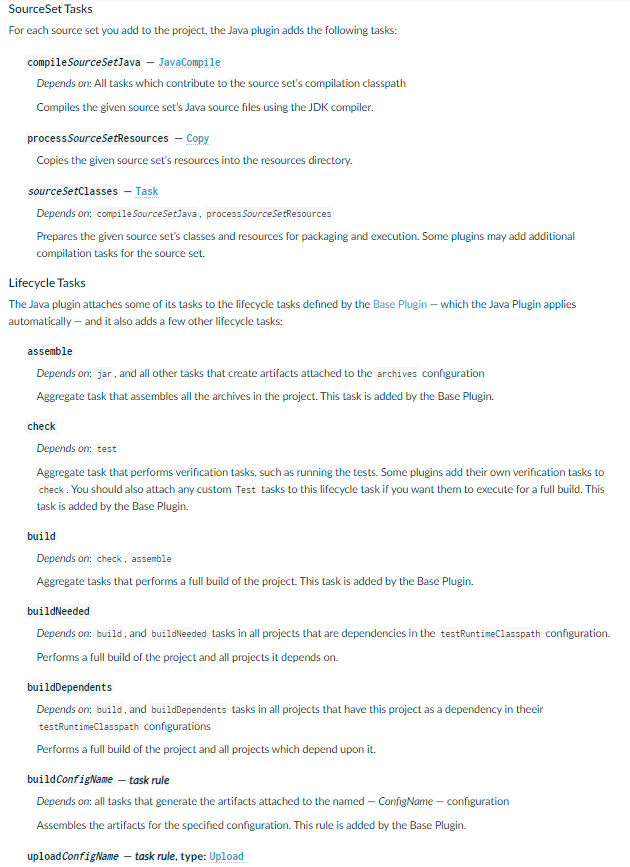 SourceSet Tasks
For each source set you add to the project, the Java plugin adds the following tasks:
compileSourceSetJava — JavaCompile
Depends on: All tasks which contribute to the source set's compilation classpath
Compiles the given source set's Java source files using the JDK compiler.
processSourceSetResources — Copy
Copies the given source set's resources into the resources directory.
sourceSetClasses — Task
Depends on: compileSourceSetJava, processSourceSetResources
Prepares the given source set's classes and resources for packaging and execution. Some plugins may add additional
compilation tasks for the source set.
Lifecycle Tasks
The Java plugin attaches some of its tasks to the lifecycle tasks defined by the Base Plugin — which the Java Plugin applies
automatically — and it also adds a few other lifecycle tasks:
assemble
Depends on: jar, and all other tasks that create artifacts attached to the archives configuration
Aggregate task that assembles all the archives in the project. This task is added by the Base Plugin.
check
Depends on: test
Aggregate task that performs verification tasks, such as running the tests. Some plugins add their own verification tasks to
check. You should also attach any custom Test tasks to this lifecycle task if you want them to execute for a full build. This
task is added by the Base Plugin.
build
Depends on: check, assemble
Aggregate tasks that performs a full build of the project. This task is added by the Base Plugin.
buildNeeded
Depends on: build, and buildNeeded tasks in all projects that are dependencies in the testRuntimeClasspath configuration.
Performs a full build of the project and all projects it depends on.
buildDependents
Depends on: build, and buildDependents tasks in all projects that have this project as a dependency in theeir
testRuntimeClasspath configurations
Performs a full build of the project and all projects which depend upon it.
buildConfigName — task rule
Depends on: all tasks that generate the artifacts attached to the named — ConfigName — configuration
Assembles the artifacts for the specified configuration. This rule is added by the Base Plugin.
uploadConfigName — task rule, type: Upload